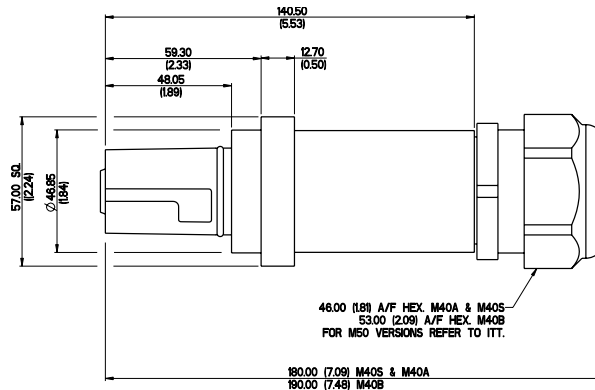 140.50
(5.53)
59.30
(2.33)
12.70
(0.50)
48.05
(1.89)
57.00 SQ.
(2.24)
Ø 46.85
(1.84)
46.00 (1.81) A/F HEX. M40A & M40S
53.00 (2.09) A/F HEX. M40B
FOR M50 VERSIONS REFER TO ITT.
180.00 (7.09) M40S & M40A
190.00 (7.48) M40B